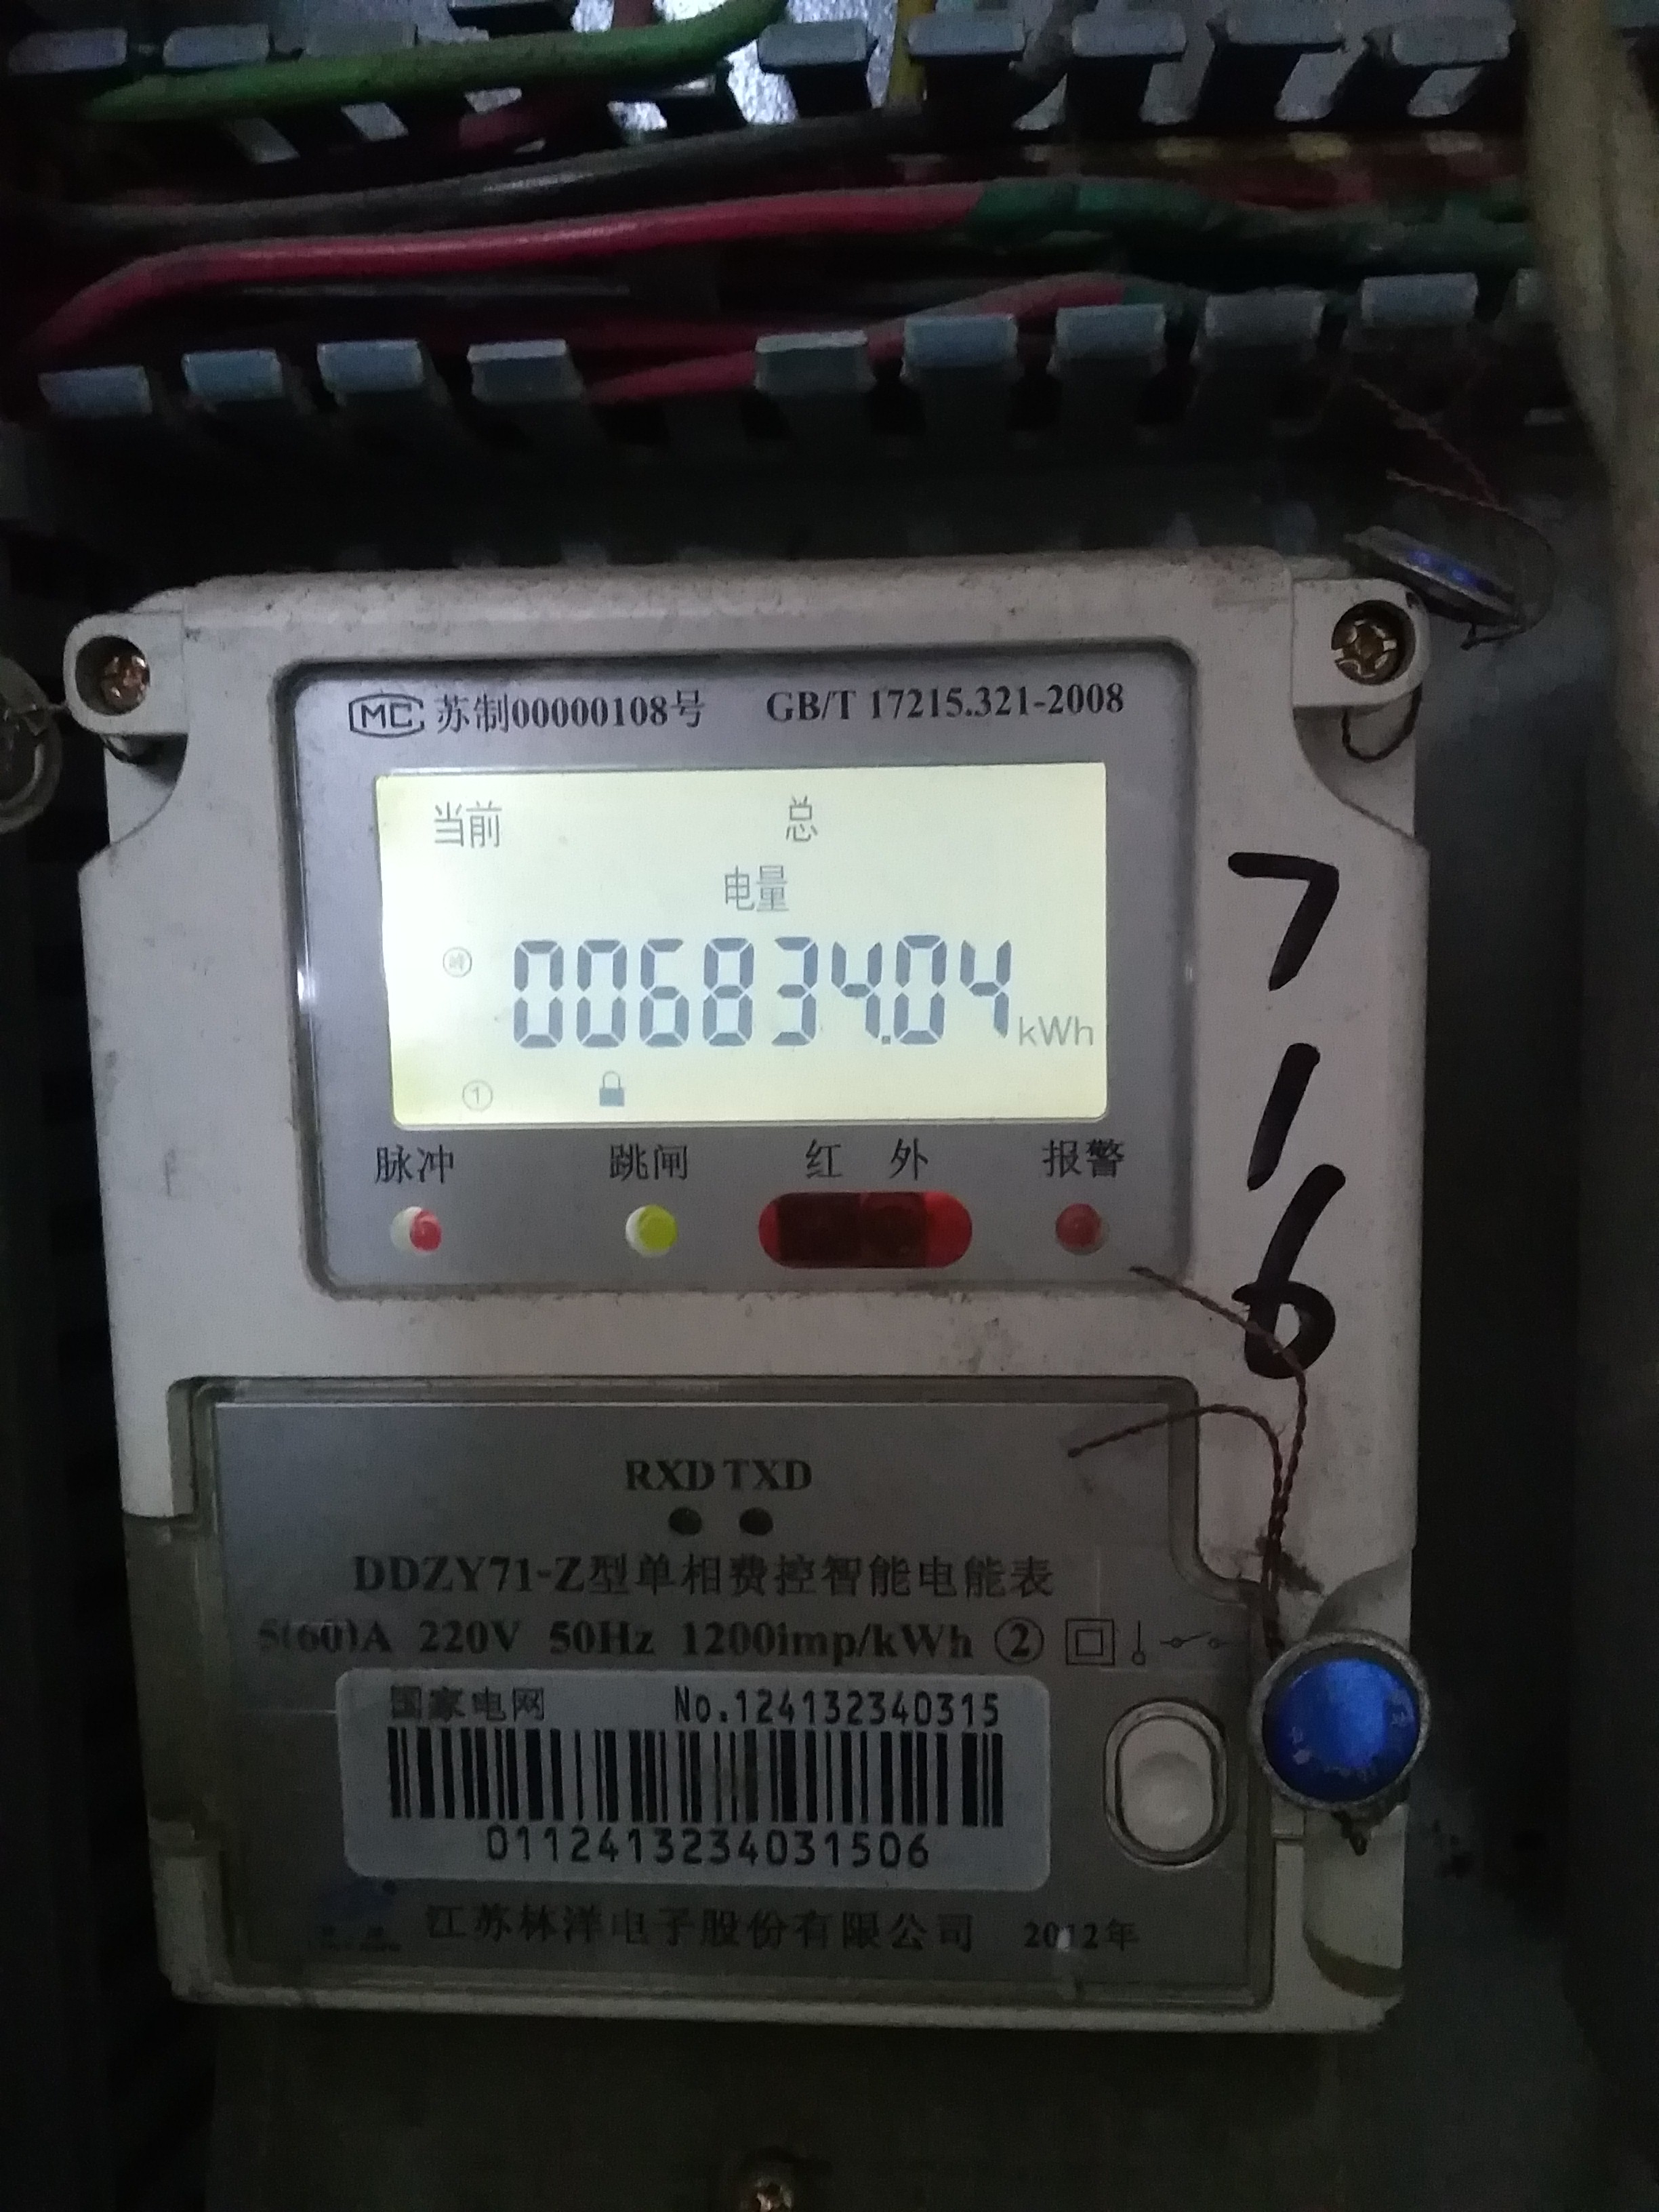 MC 苏制00000108号 GB/T 17215.321-2008
当前 总
电量
峰 006834.04 kWh
①
脉冲 跳闸 红 外 报警
716
RXD TXD
DDZY71-Z型单相费控智能电能表
5(60)A 220V 50Hz 1200imp/kWh ②
国家电网 No.124132340315
0112413234031506
江苏林洋电子股份有限公司 2012年